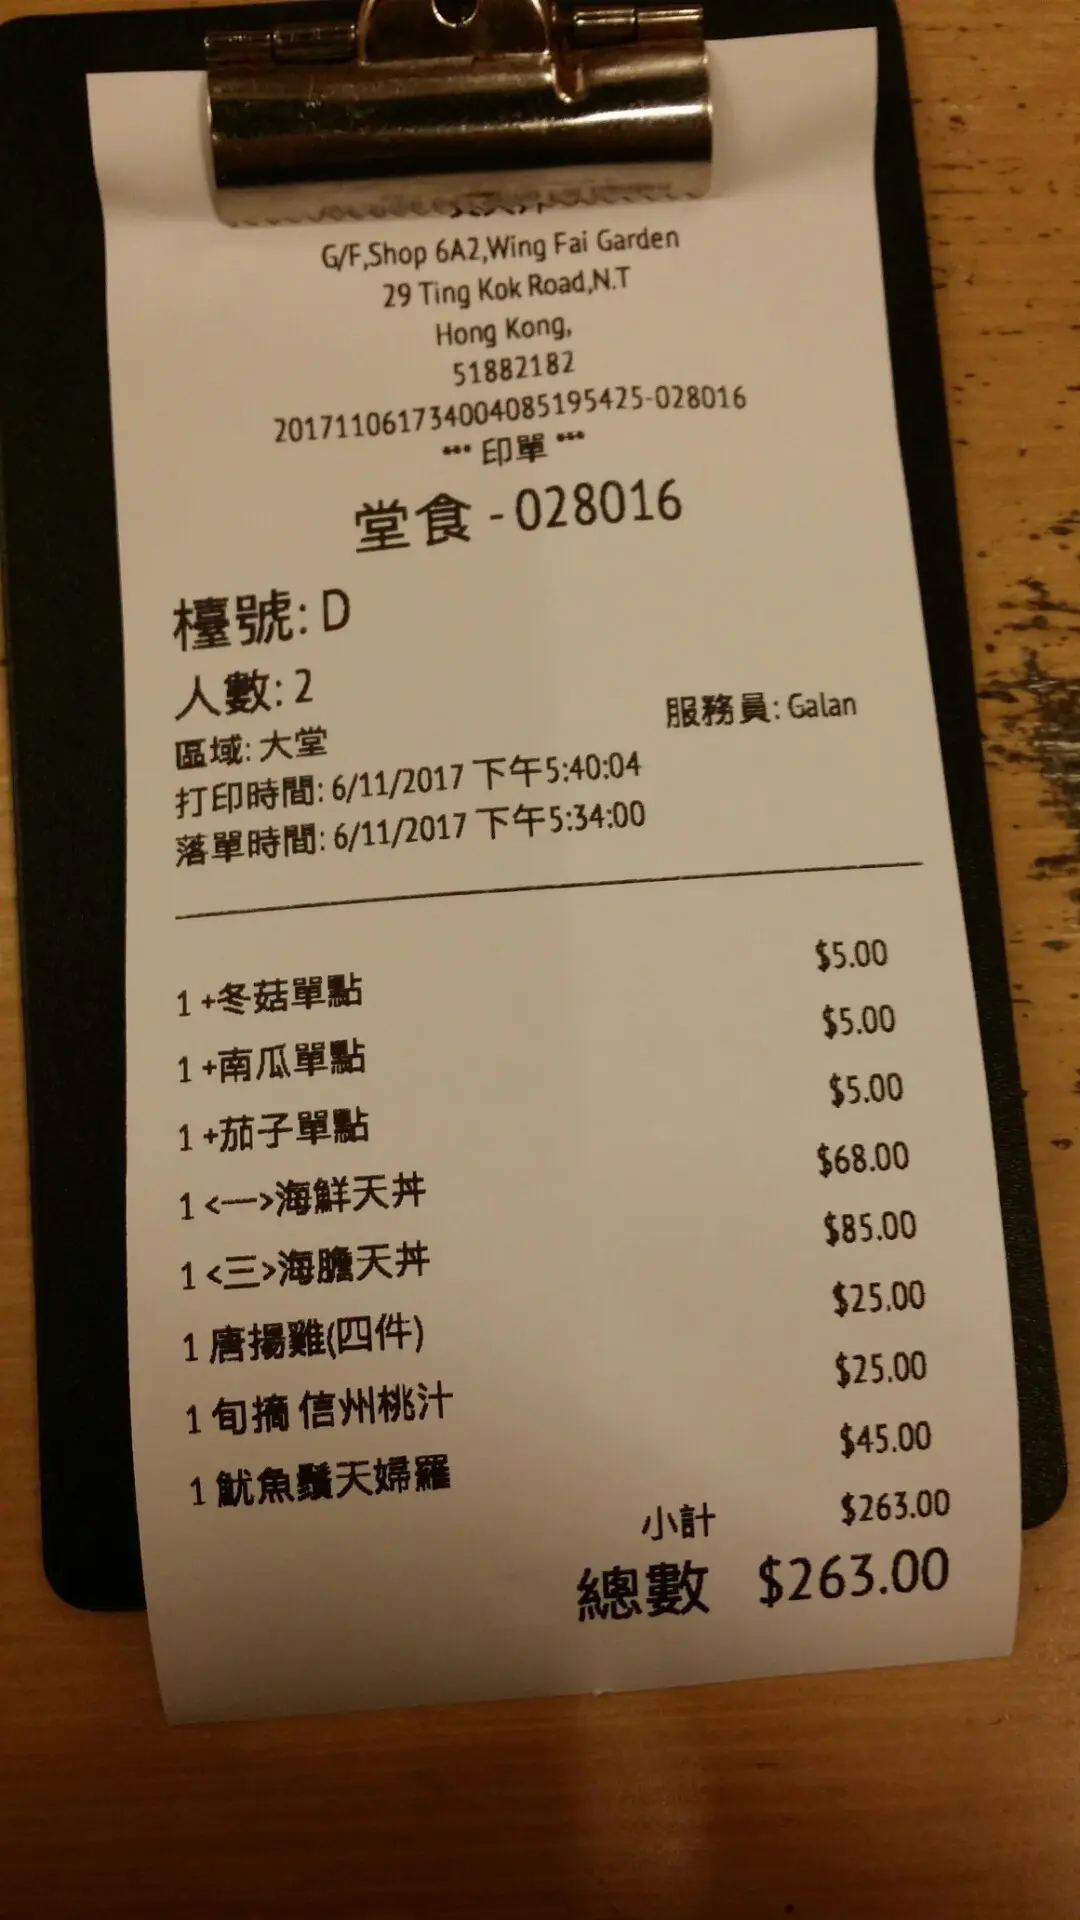 G/F,Shop 6A2,Wing Fai Garden
29 Ting Kok Road,N.T
Hong Kong,
51882182
20171106173400408519​5425-028016
*** 印單 ***
堂食 - 028016
檯號: D
人數: 2
區域: 大堂 服務員: Galan
打印時間: 6/11/2017 下午5:40:04
落單時間: 6/11/2017 下午5:34:00
1 +冬菇單點 $5.00
1 +南瓜單點 $5.00
1 +茄子單點 $5.00
1 <一>海鮮天丼 $68.00
1 <三>海膽天丼 $85.00
1 唐揚雞(四件) $25.00
1 旬摘 信州桃汁 $25.00
1 魷魚鬚天婦羅 $45.00
小計 $263.00
總數 $263.00